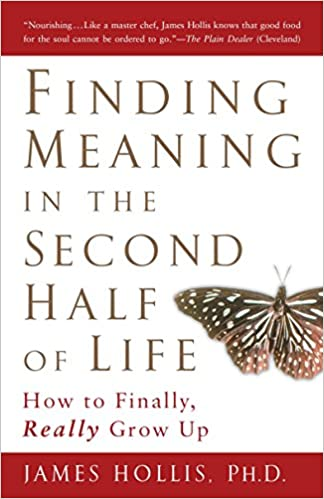 “Nourishing . . . Like a master chef, James Hollis knows that good food
for the soul cannot be ordered to go.”—The Plain Dealer (Cleveland)
FINDING
MEANING
IN THE
SECOND
HALF
OF LIFE
How to Finally,
Really Grow Up
JAMES HOLLIS, PH.D.